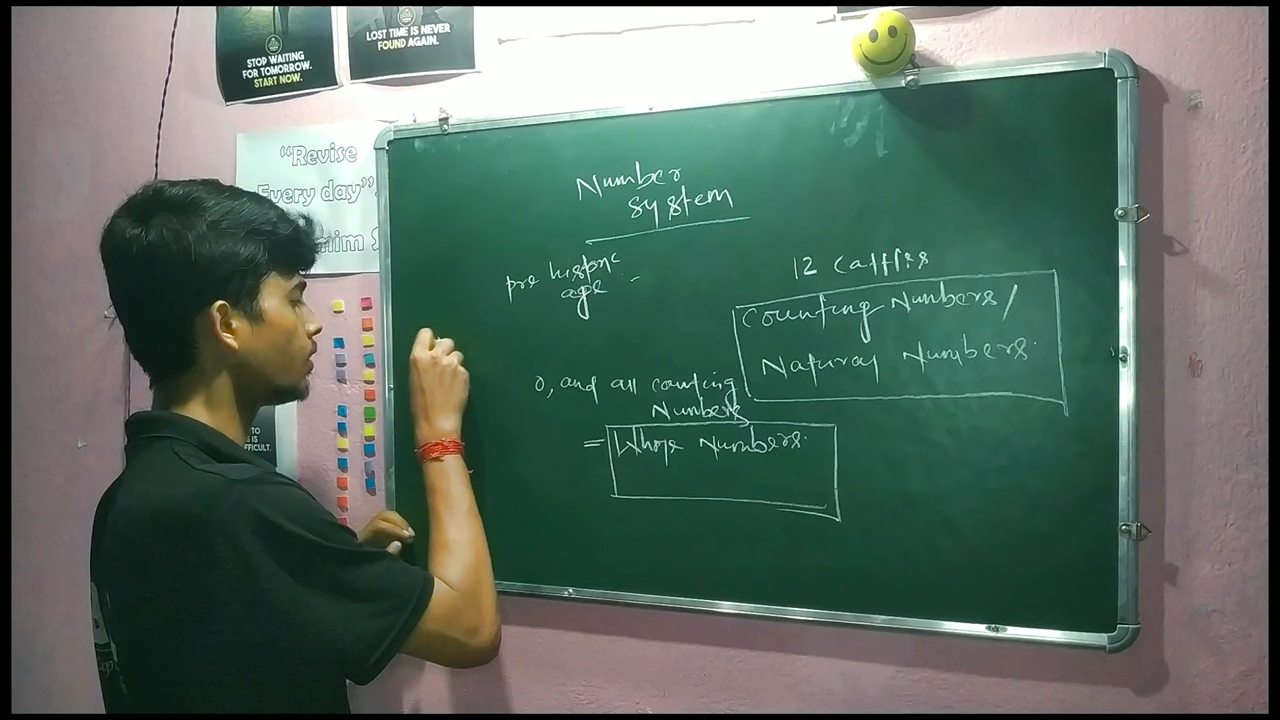 STOP WAITING
FOR TOMORROW.
START NOW.
LOST TIME IS NEVER
FOUND AGAIN.
"Revise
Every day"
Number
system
pre historic
age :-
12 cattles
Counting Numbers/
Natural Numbers.
0, and all counting
Numbers
= Whole Numbers.